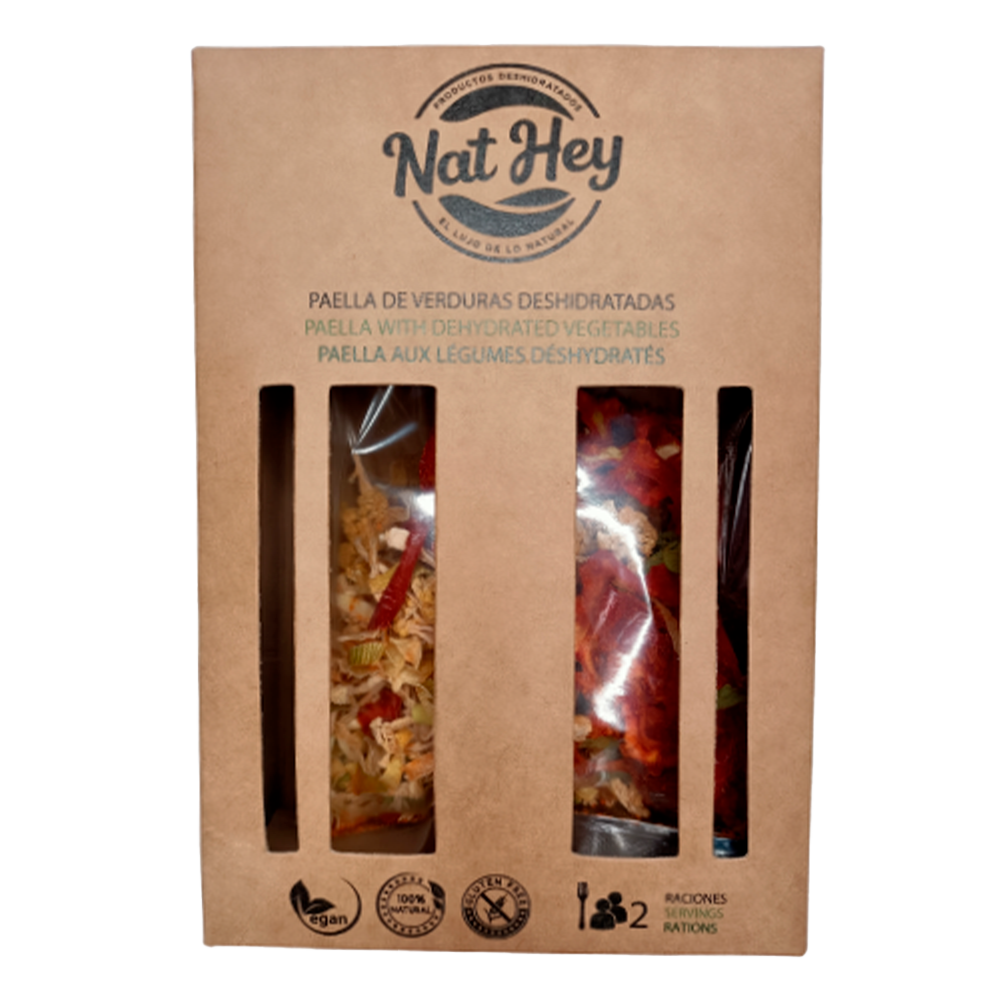 PRODUCTOS DESHIDRATADOS
Nat Hey
EL LUJO DE LO NATURAL
PAELLA DE VERDURAS DESHIDRATADAS
PAELLA WITH DEHYDRATED VEGETABLES
PAELLA AUX LÉGUMES DÉSHYDRATÉS
Vegan
100%
NATURAL
GLUTEN FREE
2
RACIONES
SERVINGS
RATIONS